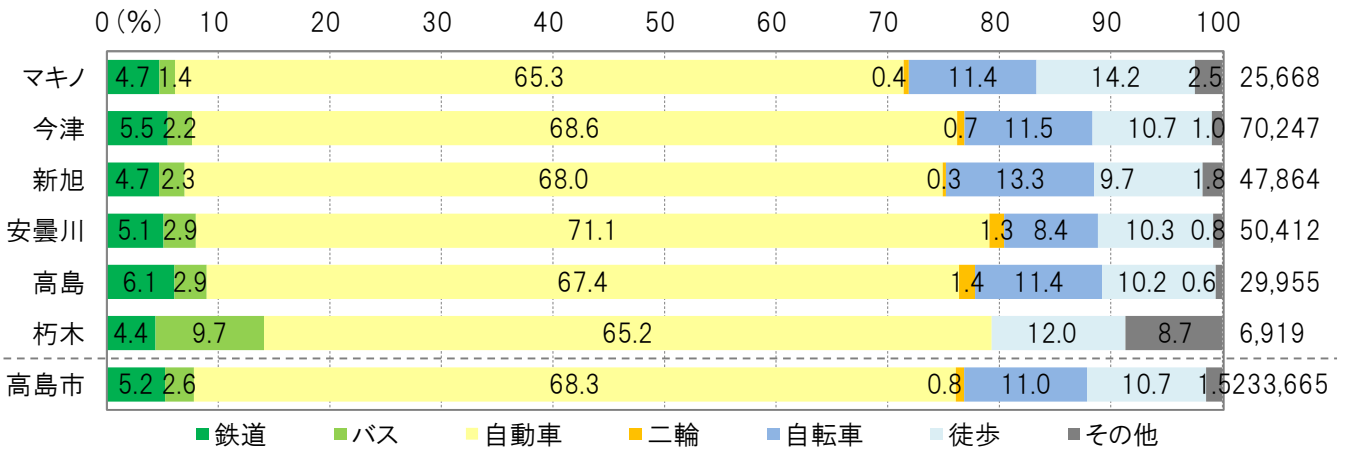 0 (%) 10 20 30 40 50 60 70 80 90 100
マキノ 4.7 1.4 65.3 0.4 11.4 14.2 2.5 25,668
今津 5.5 2.2 68.6 0.7 11.5 10.7 1.0 70,247
新旭 4.7 2.3 68.0 0.3 13.3 9.7 1.8 47,864
安曇川 5.1 2.9 71.1 1.3 8.4 10.3 0.8 50,412
高島 6.1 2.9 67.4 1.4 11.4 10.2 0.6 29,955
朽木 4.4 9.7 65.2 12.0 8.7 6,919
高島市 5.2 2.6 68.3 0.8 11.0 10.7 1.5 233,665
鉄道 バス 自動車 二輪 自転車 徒歩 その他